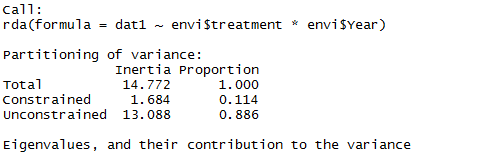 Call:
rda(formula = dat1 ~ envi$treatment * envi$Year)
Partitioning of variance:
Inertia Proportion
Total 14.772 1.000
Constrained 1.684 0.114
Unconstrained 13.088 0.886
Eigenvalues, and their contribution to the variance